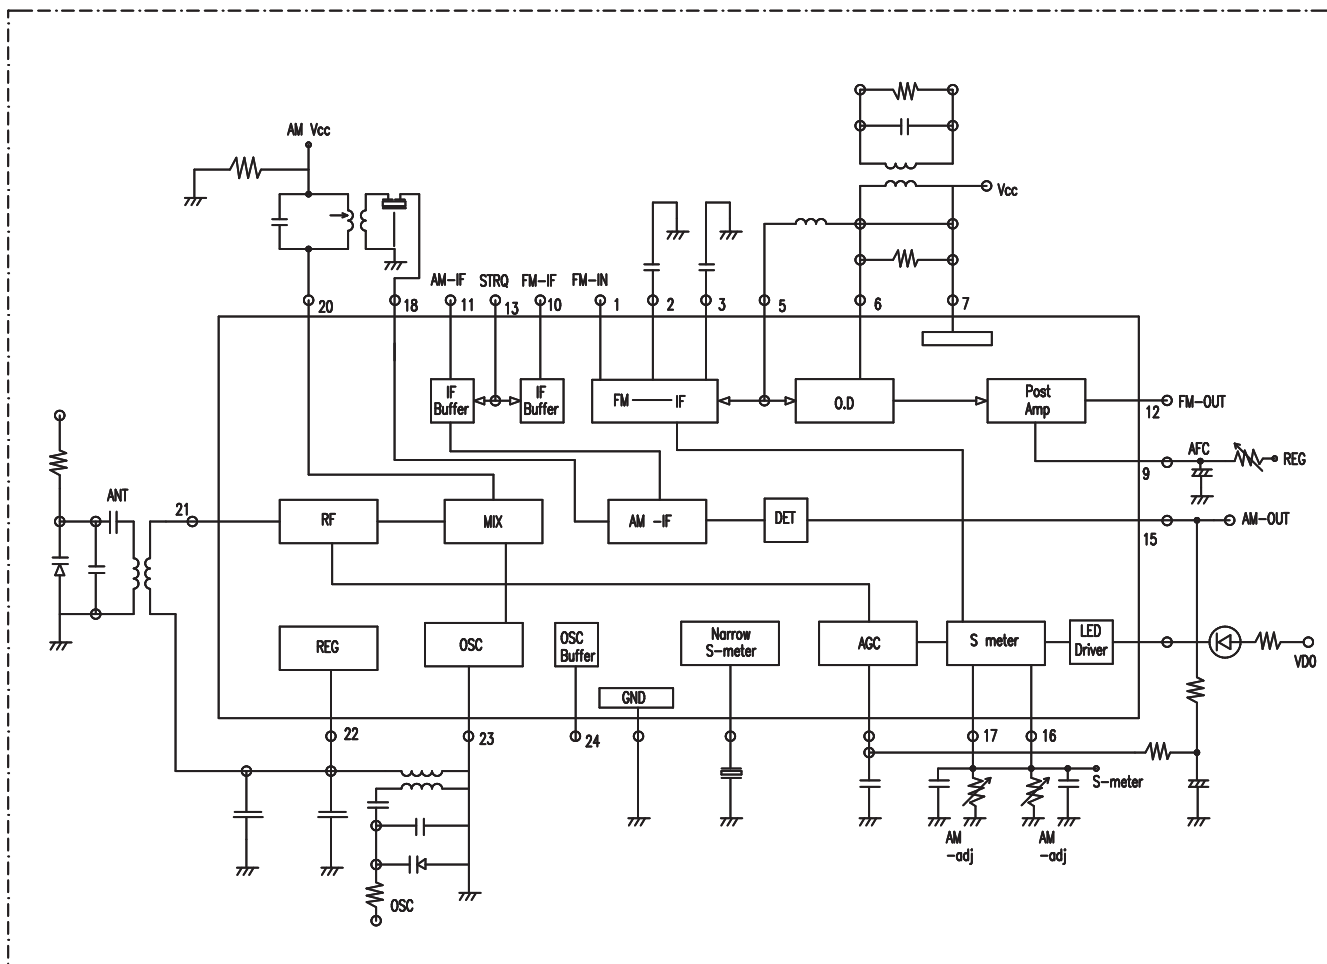 AM Vcc
Vcc
AM-IF STRQ FM-IF FM-IN
20 18 11 13 10 1 2 3 5 6 7
IF
Buffer
IF
Buffer
FM IF
O.D
Post
Amp
12
FM-OUT
AFC
REG
9
ANT
21
RF
MIX
AM -IF
DET
AM-OUT
15
REG
OSC
OSC
Buffer
Narrow
S-meter
AGC
S meter
LED
Driver
VDO
GND
22 23 24 17 16
S-meter
AM
-adj
AM
-adj
OSC